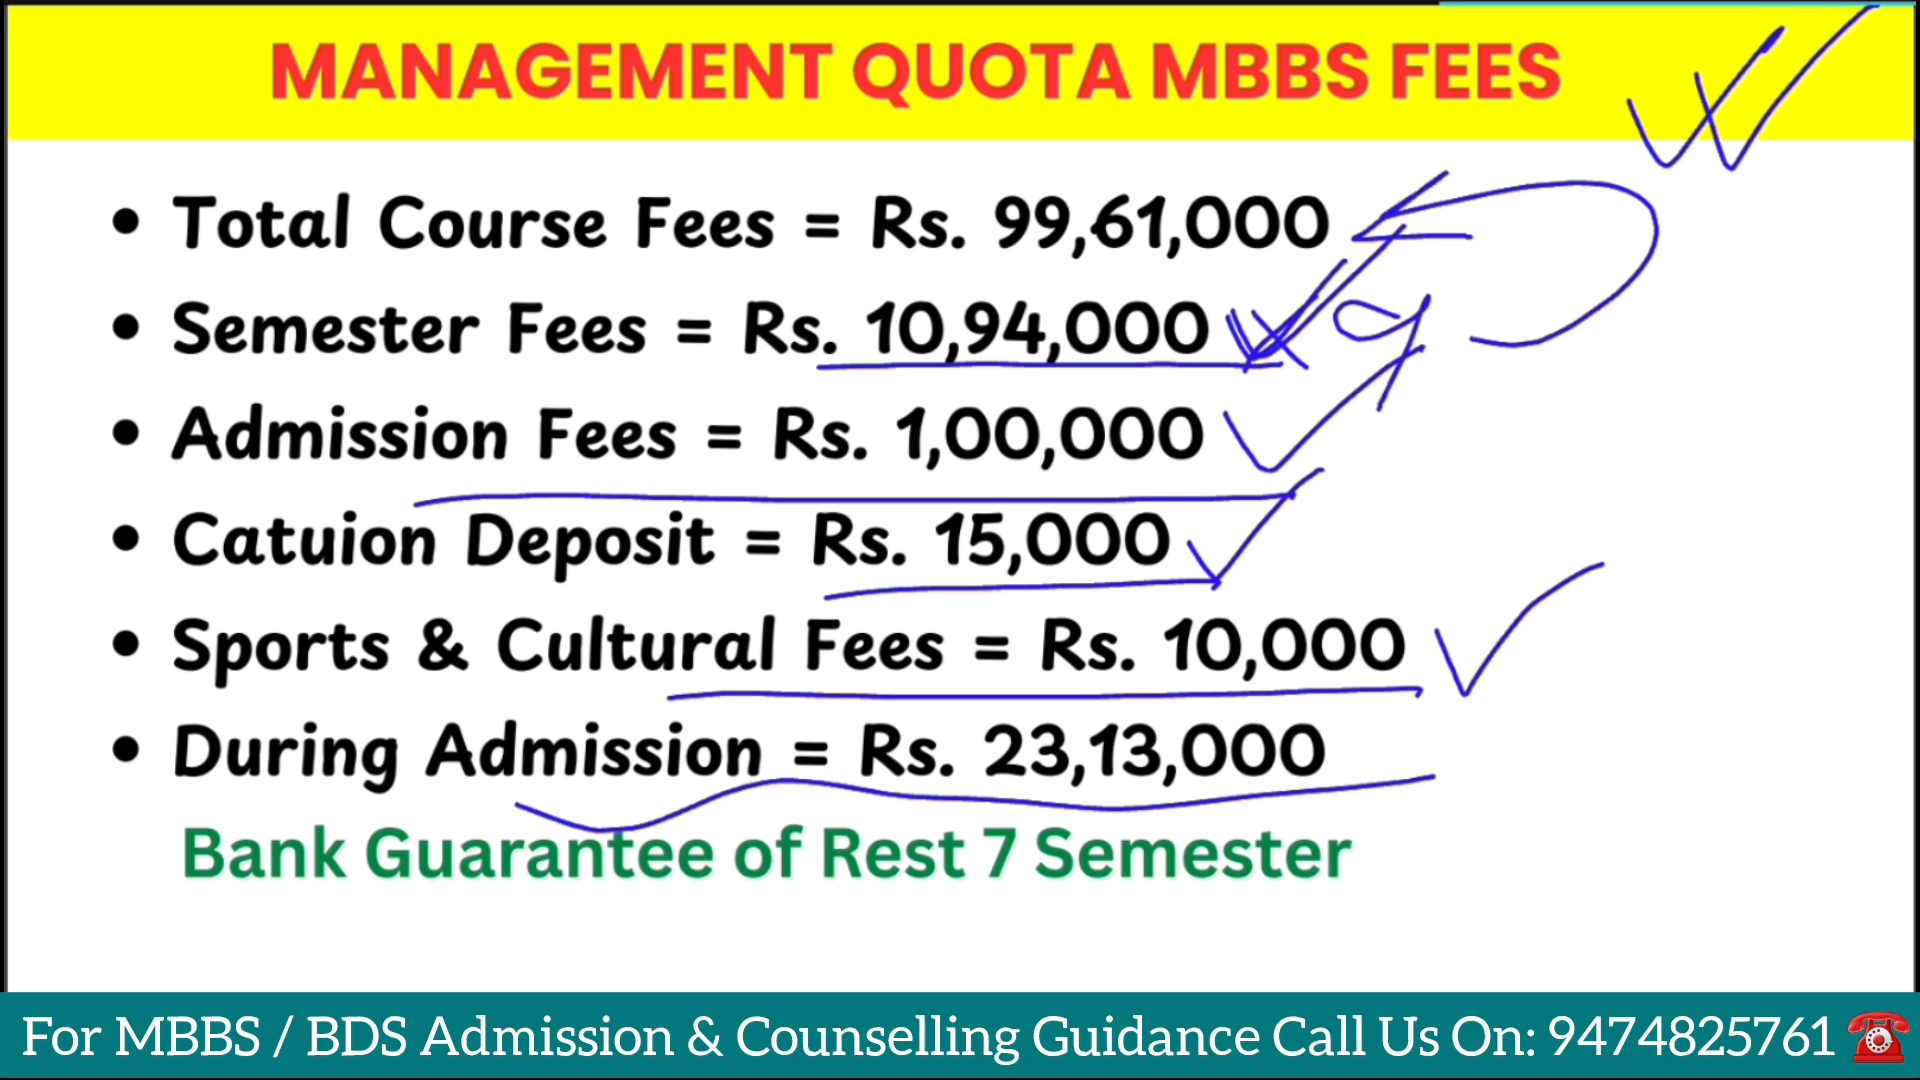 MANAGEMENT QUOTA MBBS FEES
• Total Course Fees = Rs. 99,61,000
• Semester Fees = Rs. 10,94,000
• Admission Fees = Rs. 1,00,000
• Catuion Deposit = Rs. 15,000
• Sports & Cultural Fees = Rs. 10,000
• During Admission = Rs. 23,13,000
Bank Guarantee of Rest 7 Semester
For MBBS / BDS Admission & Counselling Guidance Call Us On: 9474825761